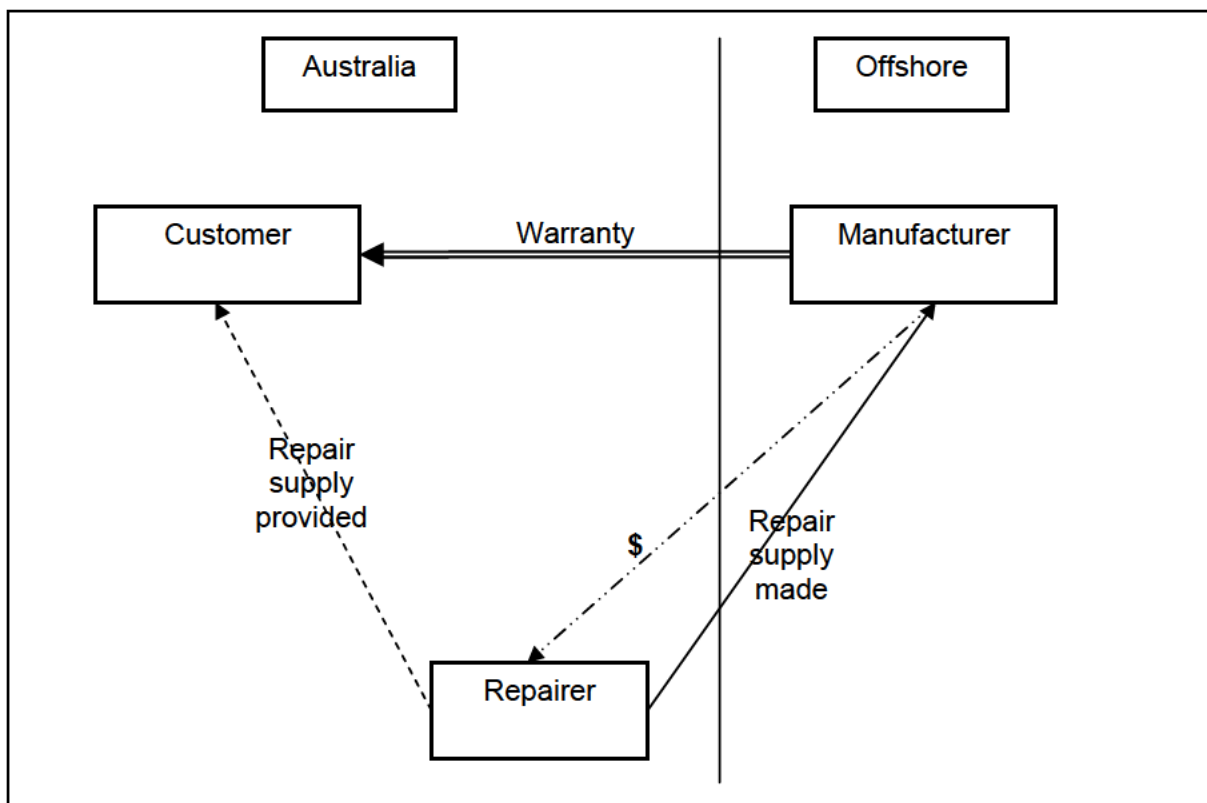 Australia
Offshore
Customer
Warranty
Manufacturer
Repair
supply
provided
$
Repair
supply
made
Repairer